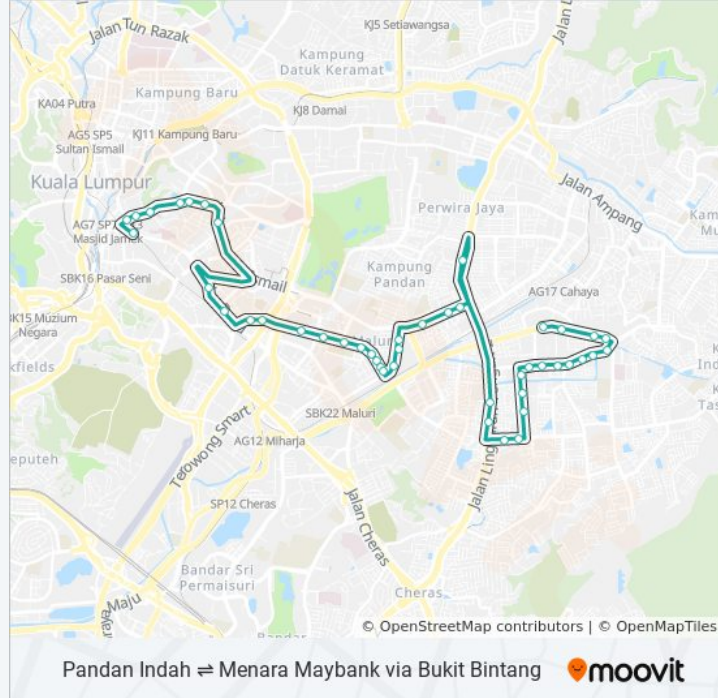 Jalan Tun Razak
KJ5 Setiawangsa
Kampung
Datuk Keramat
KA04 Putra
Kampung Baru
KJ8 Damai
AG5 SP5
Sultan Ismail
KJ11 Kampung Baru
Kuala Lumpur
Jalan Ampang
Perwira Jaya
AG7
Masjid Jamek
SBK16 Pasar Seni
Kampung
Pandan
AG17 Cahaya
SBK15 Muzium
Negara
SBK22 Maluri
Terowong Smart
AG12 Miharja
SP12 Cheras
Jalan Cheras
Bandar Sri
Permaisuri
Maju
Cheras
© OpenStreetMap contributors | © OpenMapTiles
Pandan Indah ⇌ Menara Maybank via Bukit Bintang
moovit